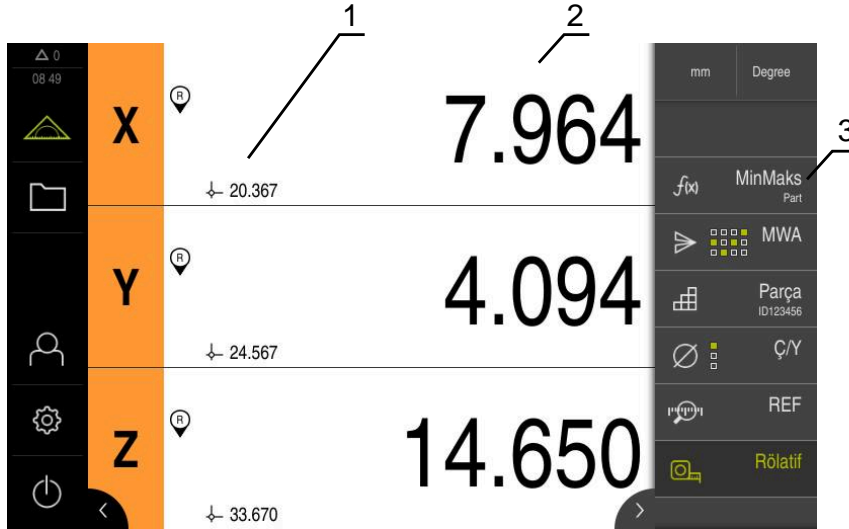 1
2
△ 0
08 49
mm
Degree
X
R
7.964
20.367
3
f(x)
MinMaks
Part
MWA
Y
R
4.094
24.567
Parça
ID123456
Ç/Y
REF
Z
R
14.650
33.670
Rölatif